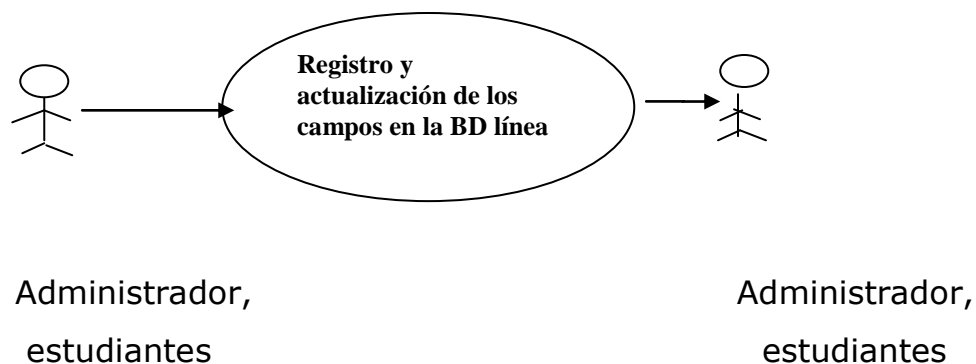 Registro y
actualización de los
campos en la BD línea
Administrador,
estudiantes
Administrador,
estudiantes